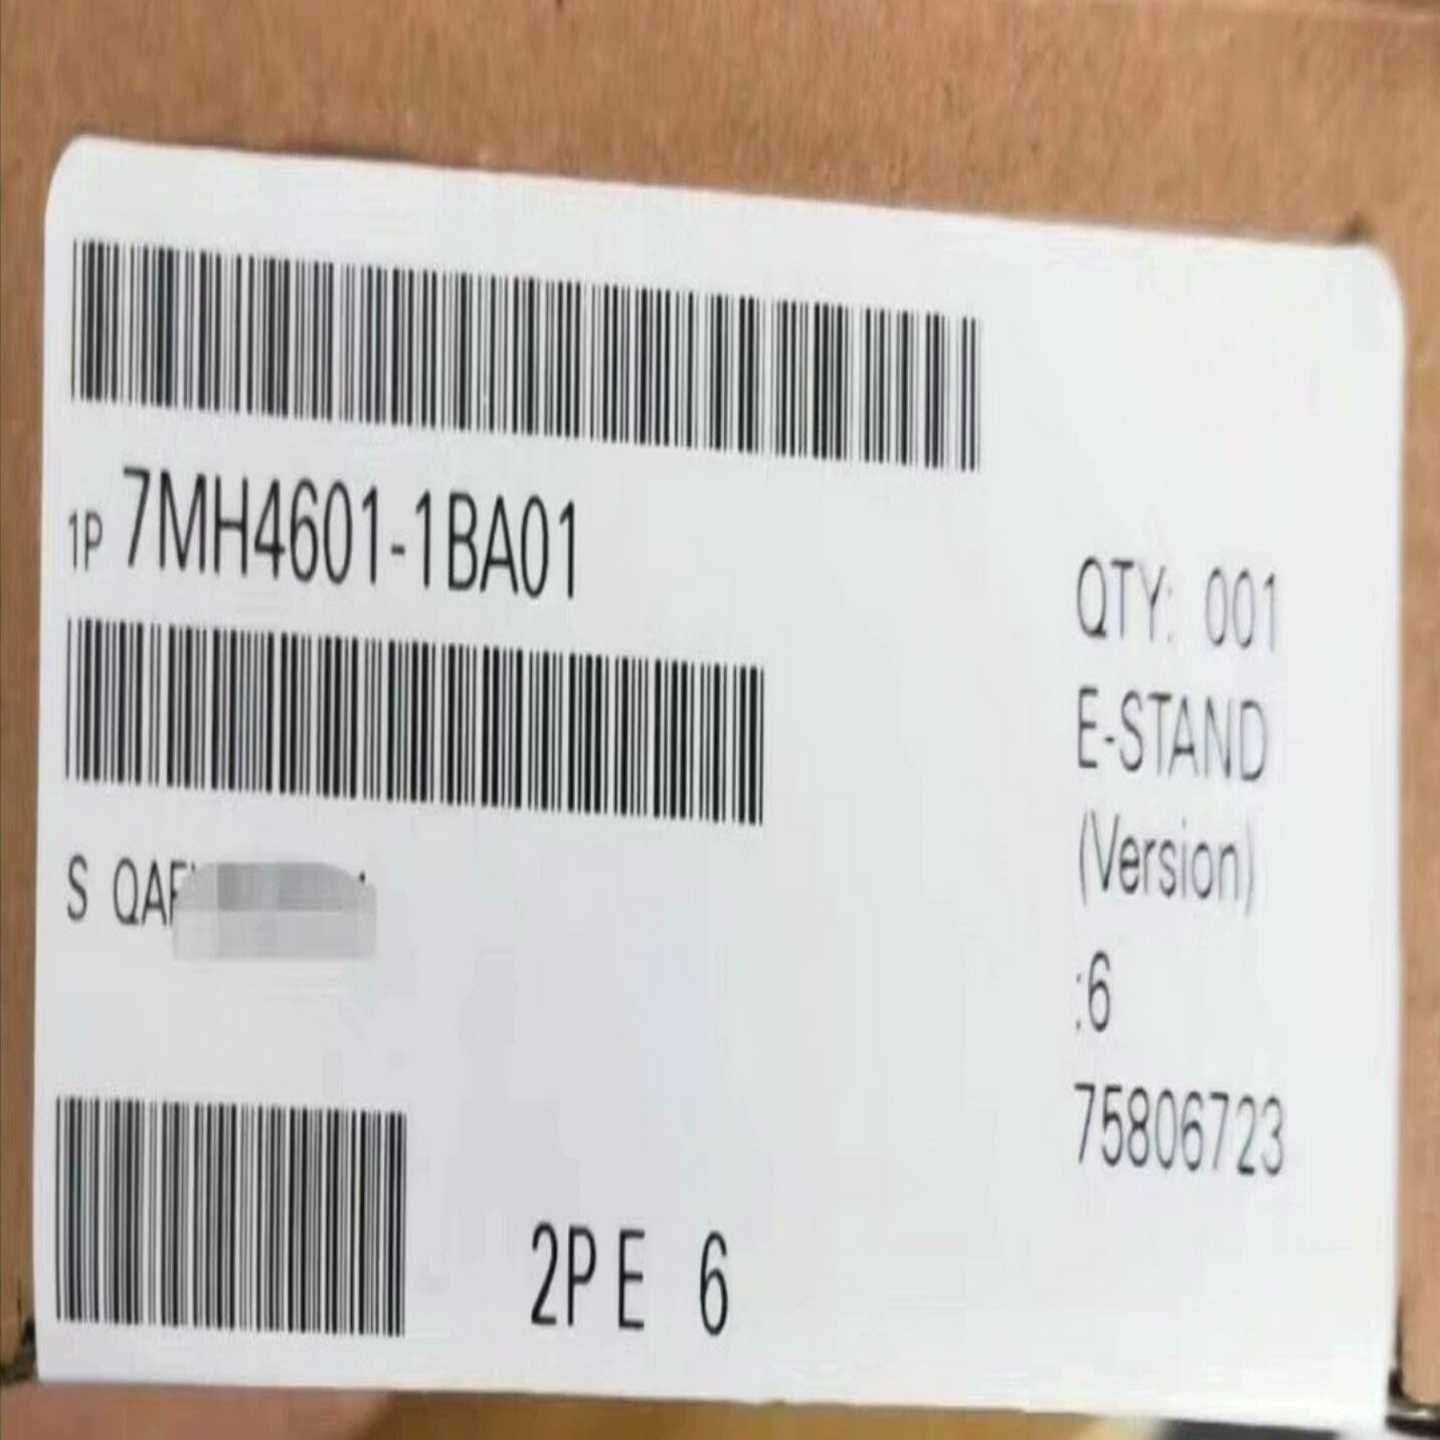 1P 7MH4601-1BA01
S
QTY: 001
E-STAND
(Version)
:6
75806723
2P E 6